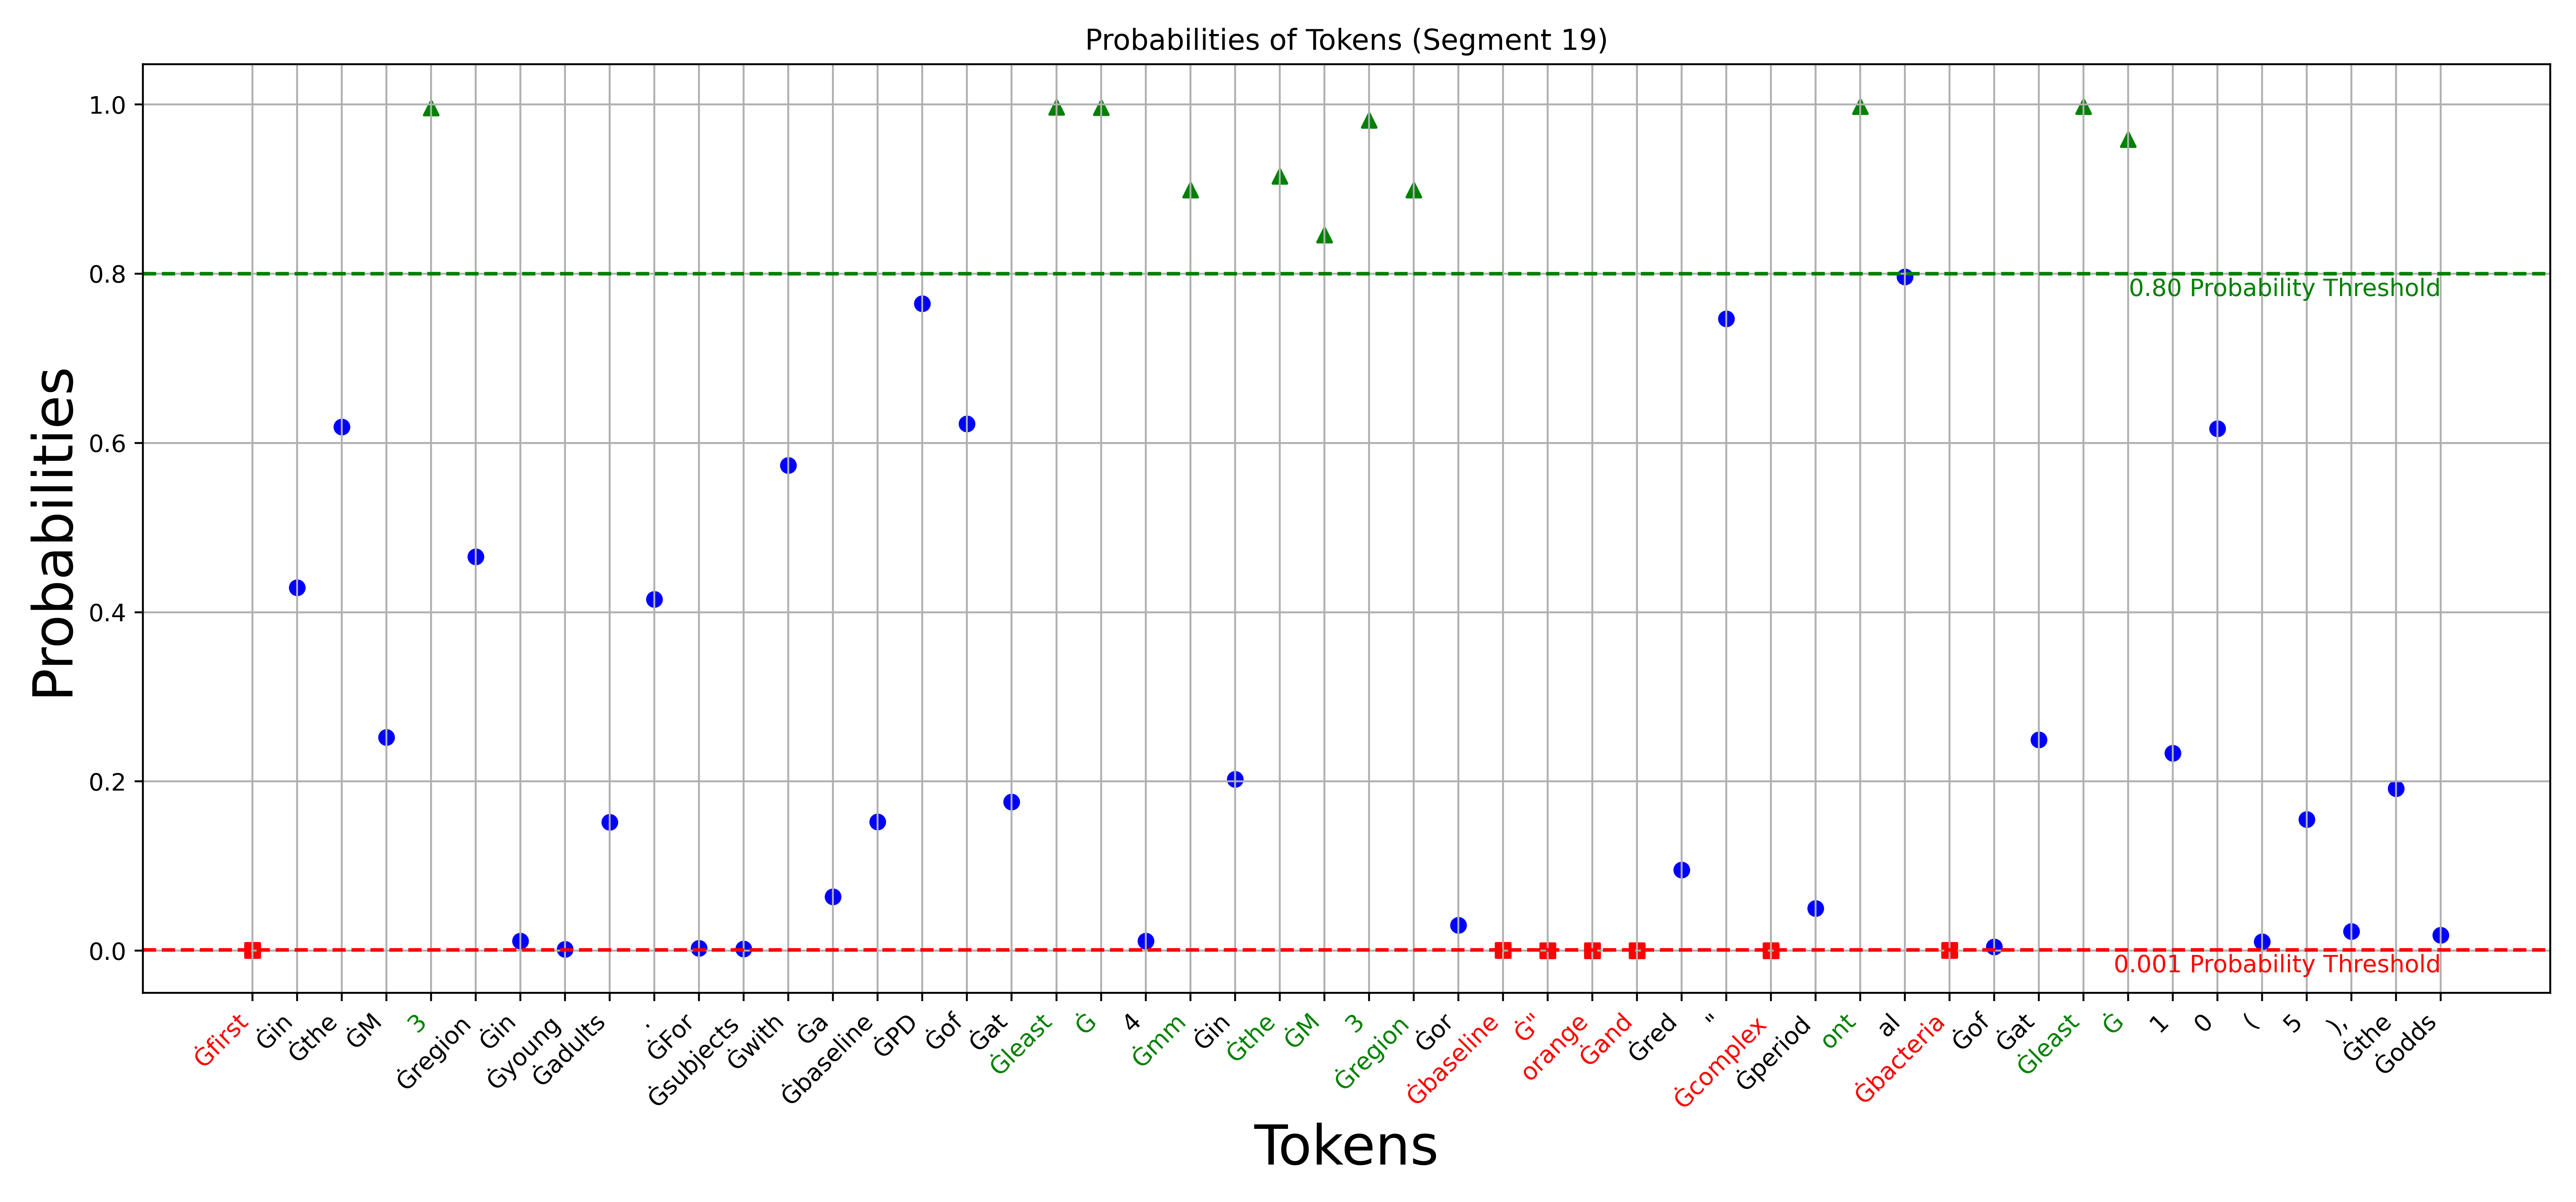 Probabilities of Tokens (Segment 19)
Probabilities
1.0
0.8
0.6
0.4
0.2
0.0
0.80 Probability Threshold
0.001 Probability Threshold
Ġfirst
Ġin
Ġthe
ĠM
3
Ġregion
Ġin
Ġyoung
Ġadults
.
ĠFor
Ġsubjects
Ġwith
Ġa
Ġbaseline
ĠPD
Ġof
Ġat
Ġleast
Ġ
4
Ġmm
Ġin
Ġthe
ĠM
3
Ġregion
Ġor
Ġbaseline
Ġ"
orange
Ġand
Ġred
"
Ġcomplex
Ġperiod
ont
al
Ġbacteria
Ġof
Ġat
Ġleast
Ġ
1
0
(
5
),
Ġthe
Ġodds
Tokens